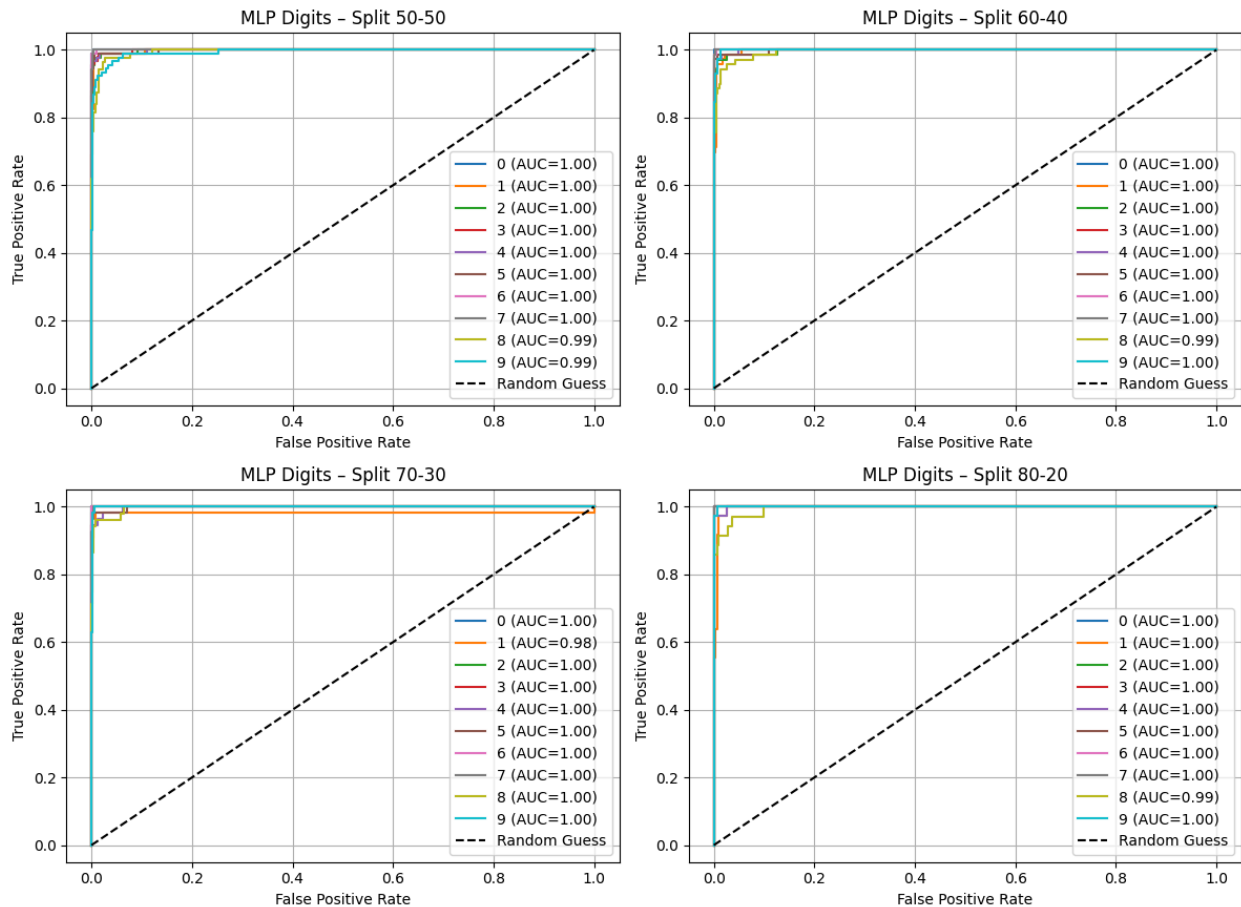 MLP Digits – Split 50-50
True Positive Rate
1.0
0.8
0.6
0.4
0.2
0.0
0 (AUC=1.00)
1 (AUC=1.00)
2 (AUC=1.00)
3 (AUC=1.00)
4 (AUC=1.00)
5 (AUC=1.00)
6 (AUC=1.00)
7 (AUC=1.00)
8 (AUC=0.99)
9 (AUC=0.99)
Random Guess
0.0 0.2 0.4 0.6 0.8 1.0
False Positive Rate
MLP Digits – Split 60-40
True Positive Rate
1.0
0.8
0.6
0.4
0.2
0.0
0 (AUC=1.00)
1 (AUC=1.00)
2 (AUC=1.00)
3 (AUC=1.00)
4 (AUC=1.00)
5 (AUC=1.00)
6 (AUC=1.00)
7 (AUC=1.00)
8 (AUC=0.99)
9 (AUC=1.00)
Random Guess
0.0 0.2 0.4 0.6 0.8 1.0
False Positive Rate
MLP Digits – Split 70-30
True Positive Rate
1.0
0.8
0.6
0.4
0.2
0.0
0 (AUC=1.00)
1 (AUC=0.98)
2 (AUC=1.00)
3 (AUC=1.00)
4 (AUC=1.00)
5 (AUC=1.00)
6 (AUC=1.00)
7 (AUC=1.00)
8 (AUC=1.00)
9 (AUC=1.00)
Random Guess
0.0 0.2 0.4 0.6 0.8 1.0
False Positive Rate
MLP Digits – Split 80-20
True Positive Rate
1.0
0.8
0.6
0.4
0.2
0.0
0 (AUC=1.00)
1 (AUC=1.00)
2 (AUC=1.00)
3 (AUC=1.00)
4 (AUC=1.00)
5 (AUC=1.00)
6 (AUC=1.00)
7 (AUC=1.00)
8 (AUC=0.99)
9 (AUC=1.00)
Random Guess
0.0 0.2 0.4 0.6 0.8 1.0
False Positive Rate